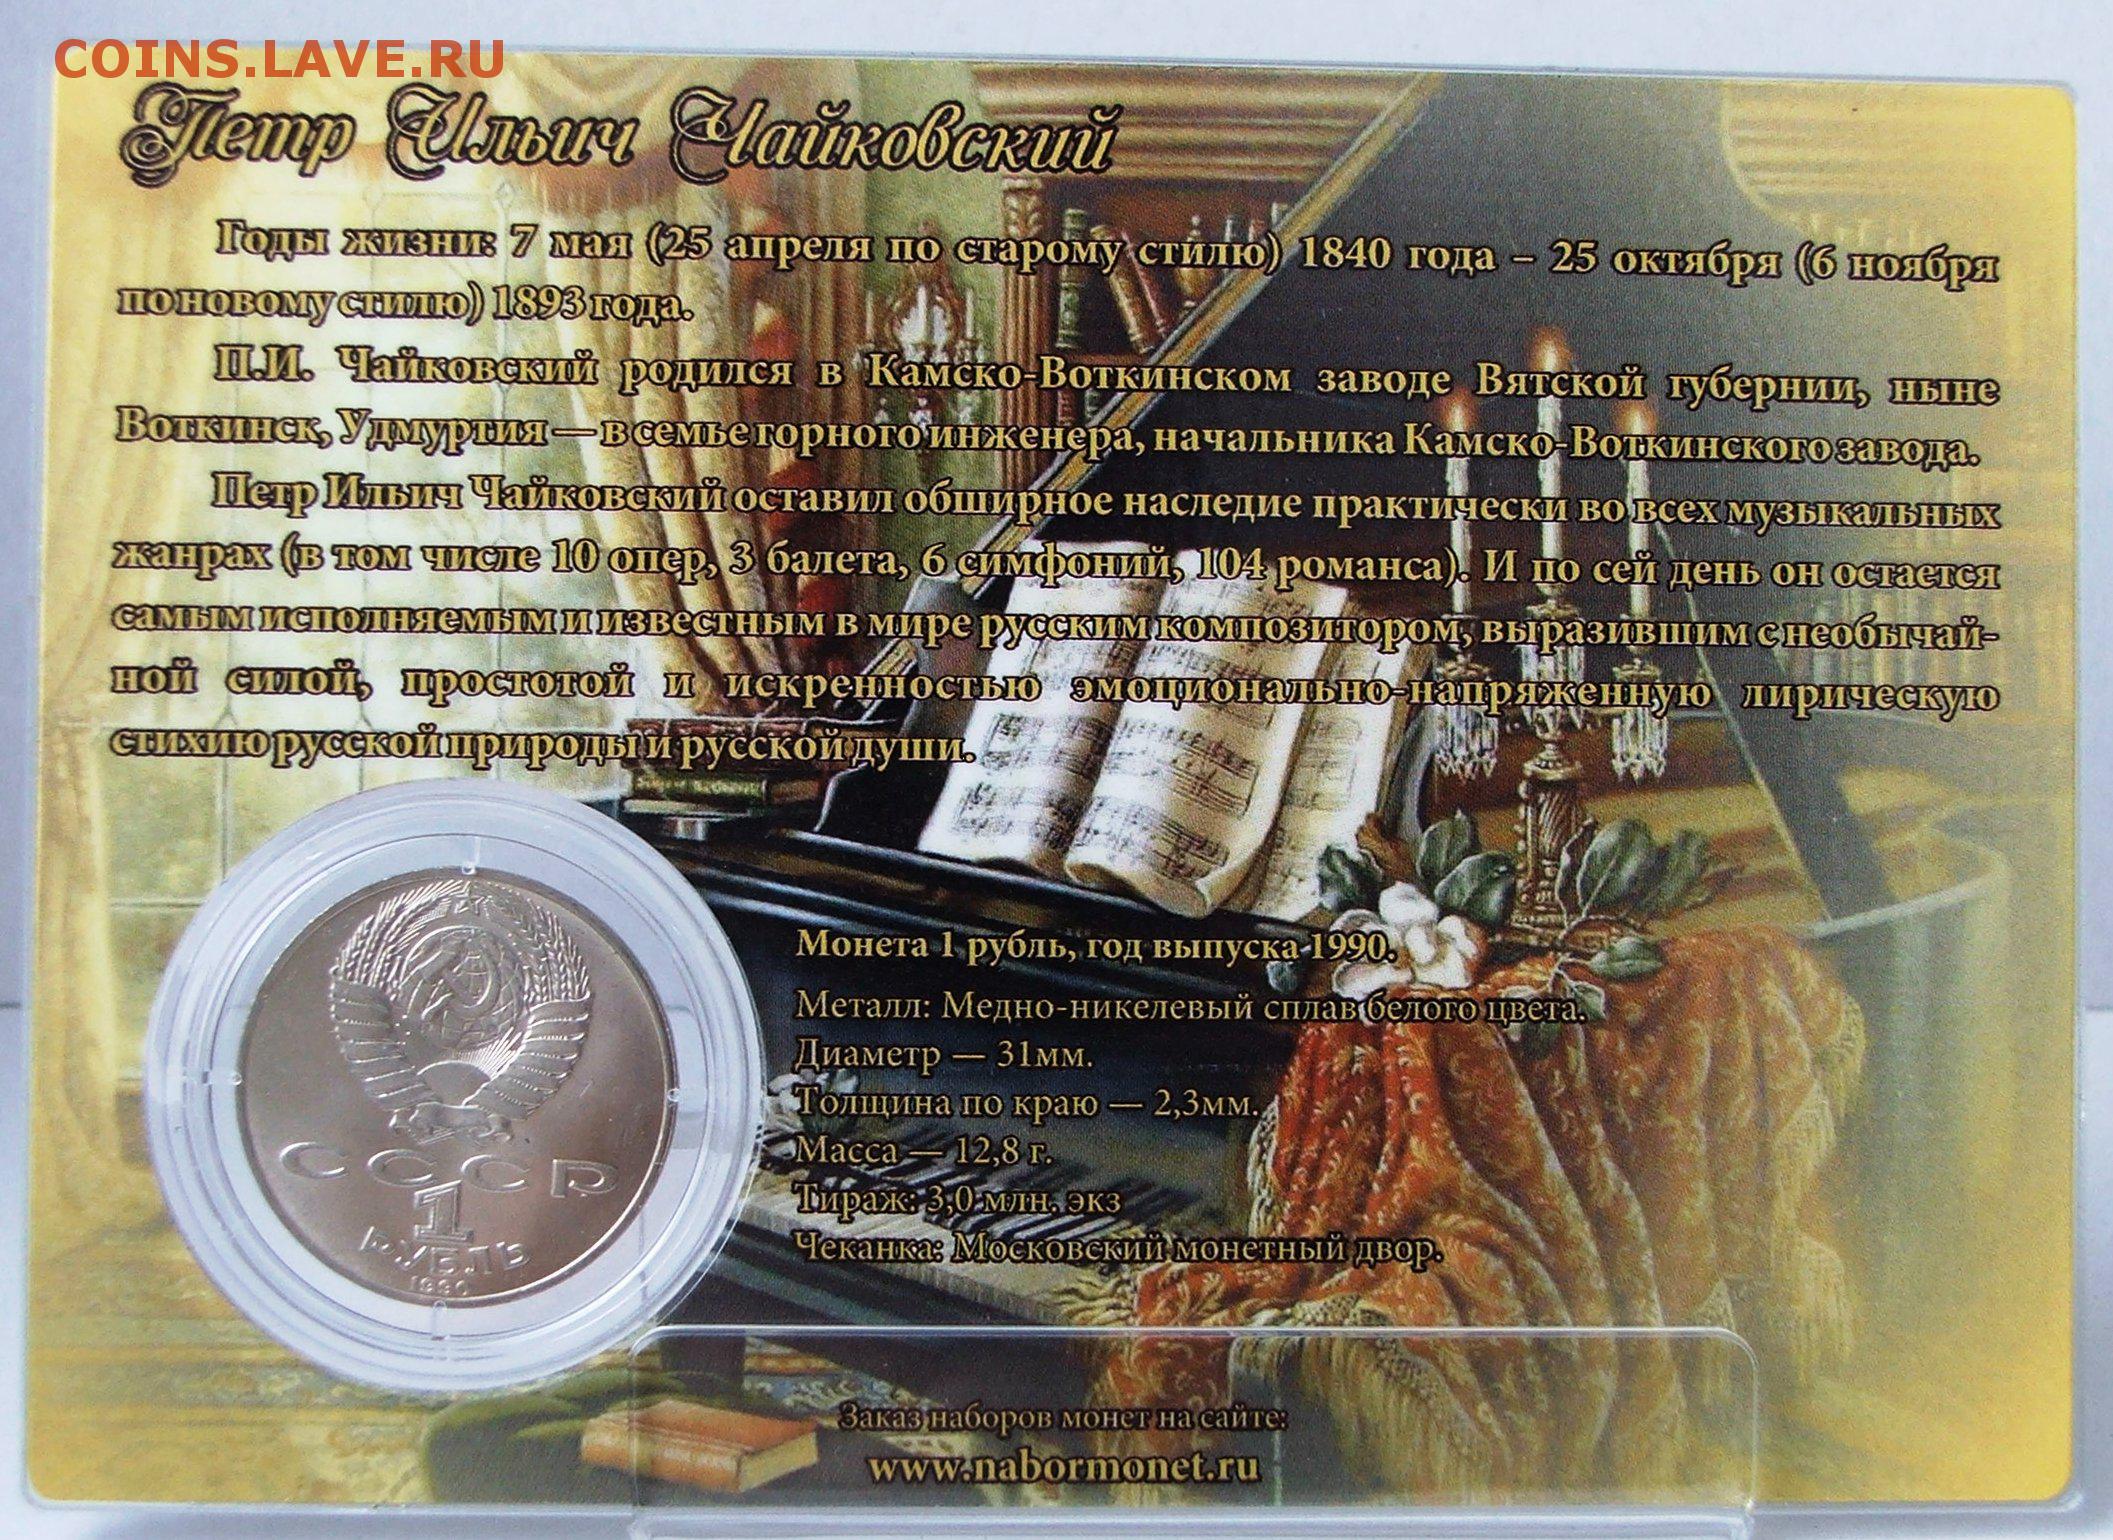 COINS.LAVE.RU
Петр Ильич Чайковский
Годы жизни: 7 мая (25 апреля по старому стилю) 1840 года – 25 октября (6 ноября
по новому стилю) 1893 года.
П.И. Чайковский родился в Камско-Воткинском заводе Вятской губернии, ныне
Воткинск, Удмуртия — в семье горного инженера, начальника Камско-Воткинского завода.
Петр Ильич Чайковский оставил обширное наследие практически во всех музыкальных
жанрах (в том числе 10 опер, 3 балета, 6 симфоний, 104 романса). И по сей день он остается
самым исполняемым и известным в мире русским композитором, выразившим с необычай-
ной силой, простотой и искренностью эмоционально-напряженную лирическую
стихию русской природы и русской души.
Монета 1 рубль, год выпуска 1990.
Металл: Медно-никелевый сплав белого цвета.
Диаметр — 31мм.
Толщина по краю — 2,3мм.
Масса — 12,8 г.
Тираж: 3,0 млн. экз
Чеканка: Московский монетный двор.
СССР
1
РУБЛЬ
1990
Заказ наборов монет на сайте:
www.nabormonet.ru